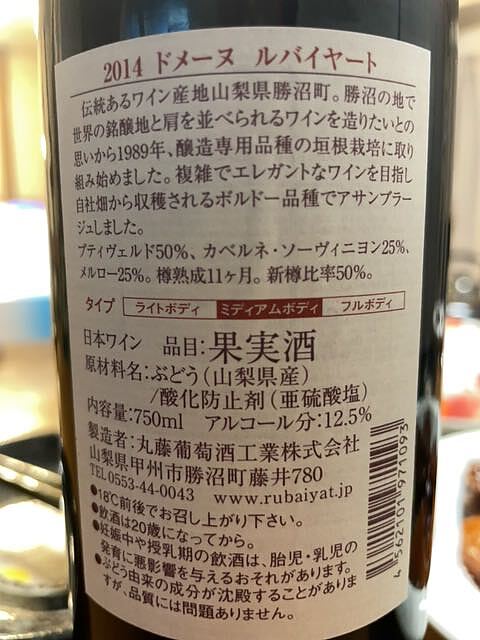 2014 ドメーヌ ルバイヤート
伝統あるワイン産地山梨県勝沼町。勝沼の地で
世界の銘醸地と肩を並べられるワインを造りたいとの
思いから1989年、醸造専用品種の垣根栽培に取り
組み始めました。複雑でエレガントなワインを目指し
自社畑から収穫されるボルドー品種でアサンブラー
ジュしました。
プティヴェルド50%、カベルネ・ソーヴィニヨン25%、
メルロー25%。樽熟成11ヶ月。新樽比率50%。
タイプ ライトボディ ミディアムボディ フルボディ
日本ワイン 品目:果実酒
原材料名:ぶどう(山梨県産)
/酸化防止剤(亜硫酸塩)
内容量:750ml アルコール分:12.5%
製造者:丸藤葡萄酒工業株式会社
山梨県甲州市勝沼町藤井780
TEL 0553-44-0043 www.rubaiyat.jp
●18℃前後でお召し上がり下さい。
●飲酒は20歳になってから。
●妊娠中や授乳期の飲酒は、胎児・乳児の
発育に悪影響を与えるおそれがあります。
●ぶどう由来の成分が沈殿することがありま
すが、品質には問題ありません。
4562101971093